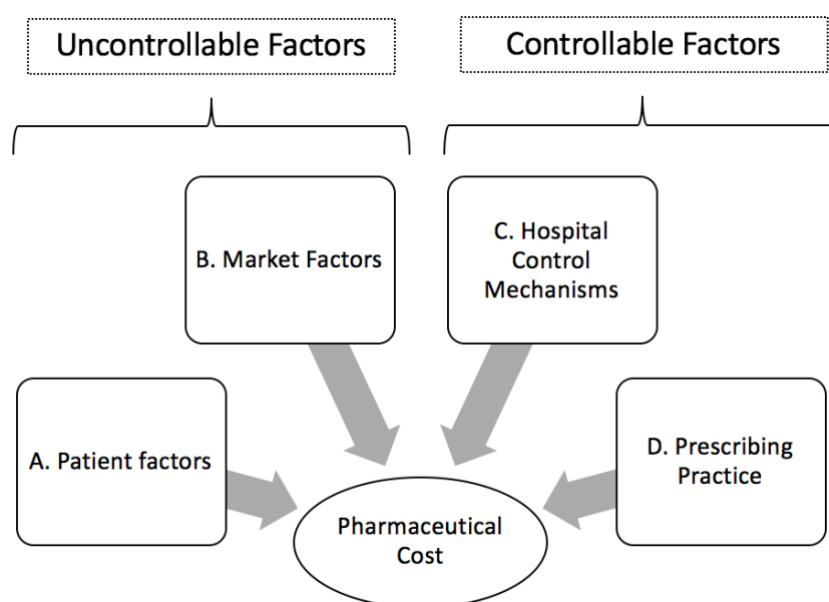 Uncontrollable Factors
Controllable Factors
B. Market Factors
C. Hospital
Control
Mechanisms
A. Patient factors
D. Prescribing
Practice
Pharmaceutical
Cost